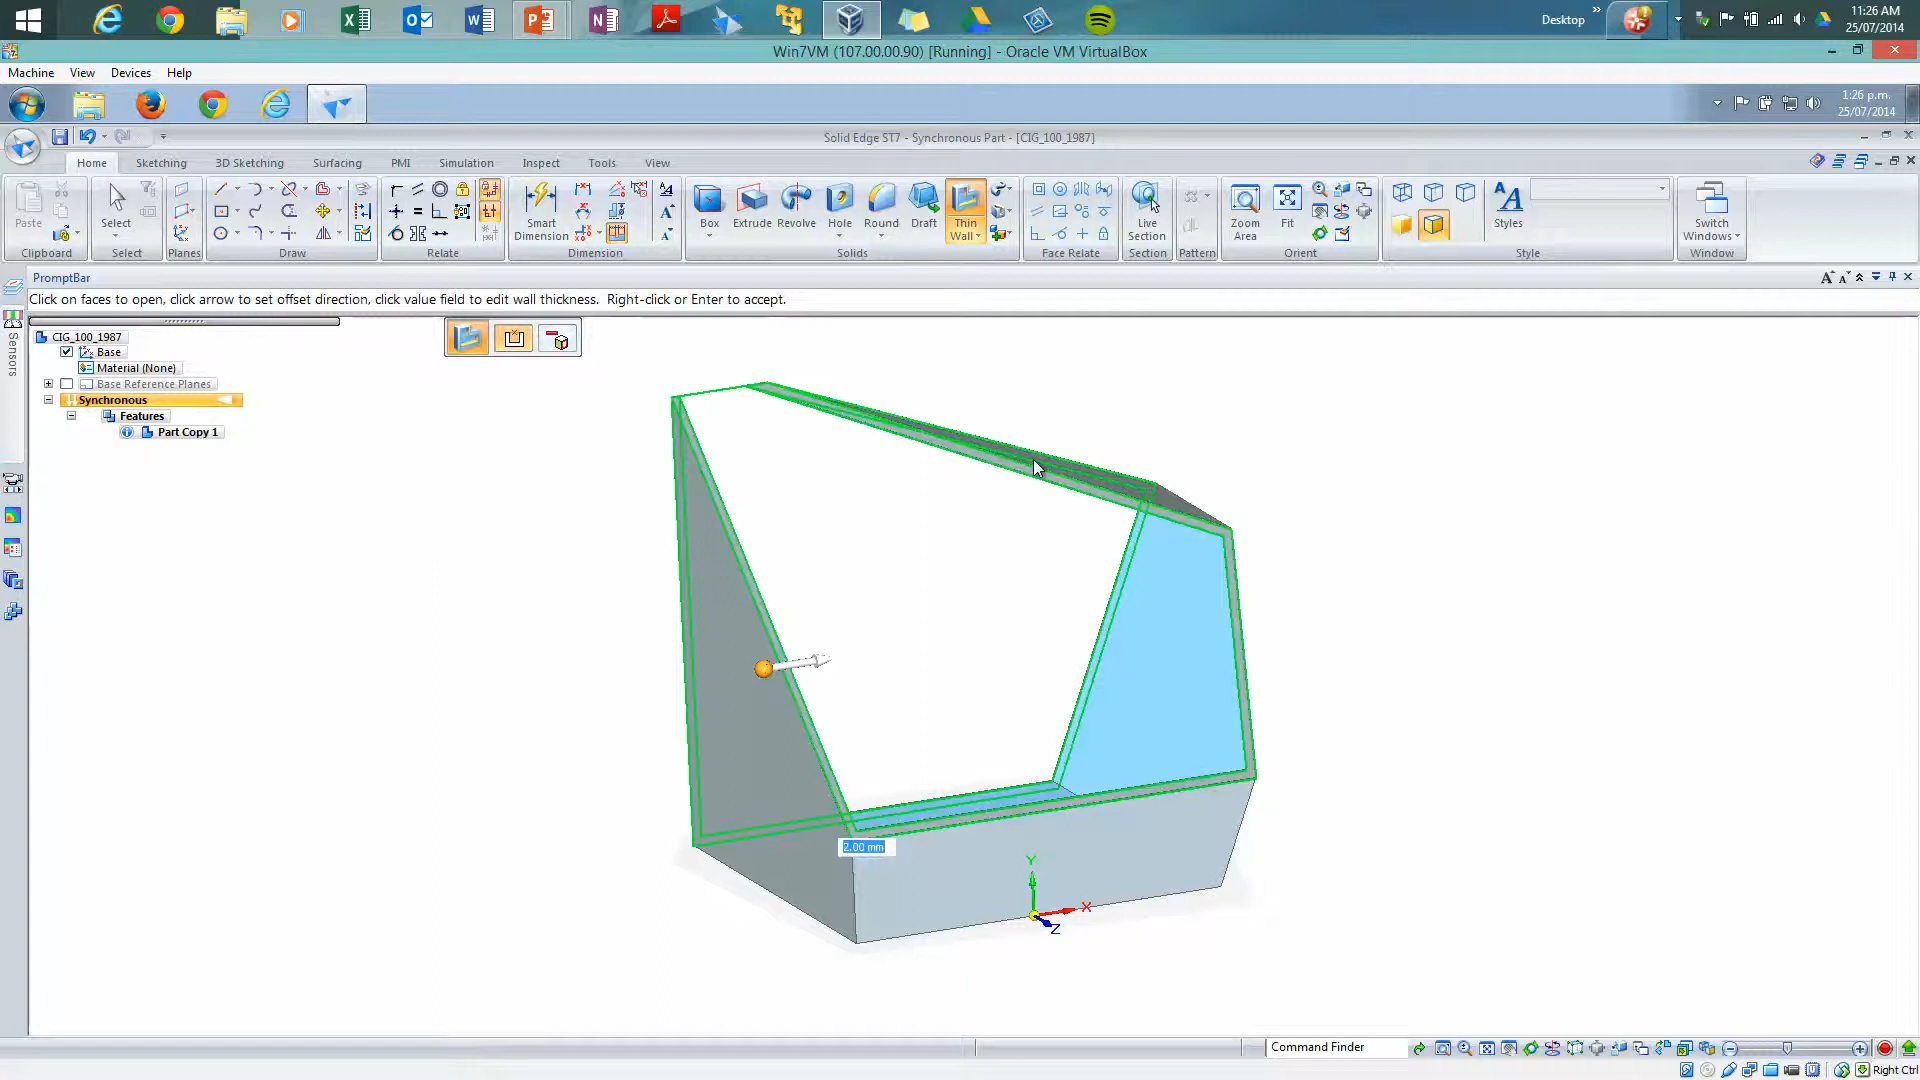 Desktop
11:26 AM
25/07/2014
Win7VM (107.00.00.90) [Running] - Oracle VM VirtualBox
Machine View Devices Help
1:26 p.m.
25/07/2014
Solid Edge ST7 - Synchronous Part - [CIG_100_1987]
Home Sketching 3D Sketching Surfacing PMI Simulation Inspect Tools View
Paste
Clipboard
Select
Select
Planes
Draw
Relate
Smart Dimension
Dimension
Box
Extrude
Revolve
Hole
Round
Draft
Thin Wall
Solids
Face Relate
Live Section
Section
Pattern
Zoom Area
Fit
Orient
Styles
Style
Switch Windows
Window
PromptBar
Click on faces to open, click arrow to set offset direction, click value field to edit wall thickness. Right-click or Enter to accept.
Sensors
CIG_100_1987
Base
Material (None)
Base Reference Planes
Synchronous
Features
Part Copy 1
2.00 mm
Y
X
Z
Command Finder
Right Ctrl